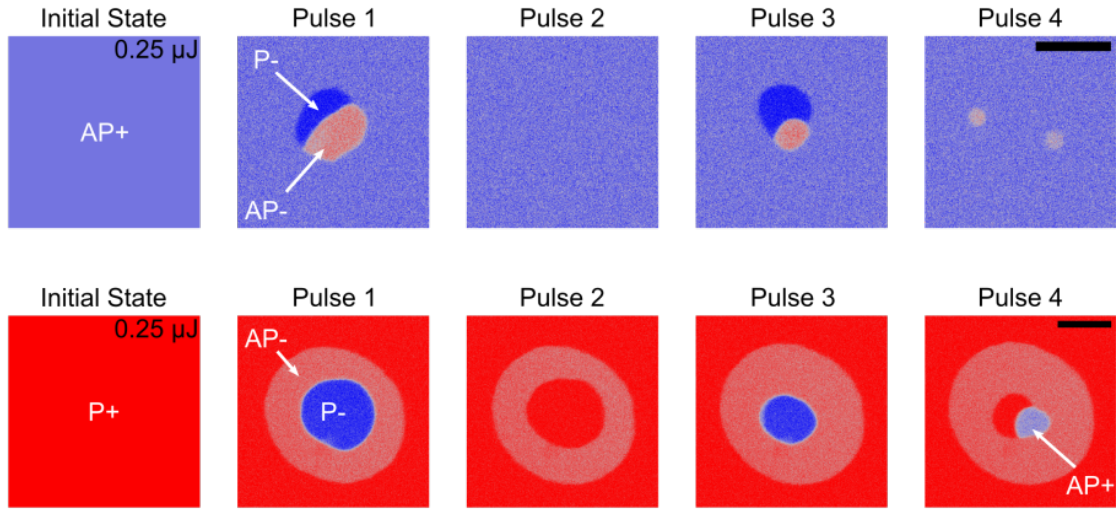 Initial State Pulse 1 Pulse 2 Pulse 3 Pulse 4
0.25 µJ
P-
AP+
AP-
Initial State Pulse 1 Pulse 2 Pulse 3 Pulse 4
0.25 µJ
AP-
P+
P-
AP+